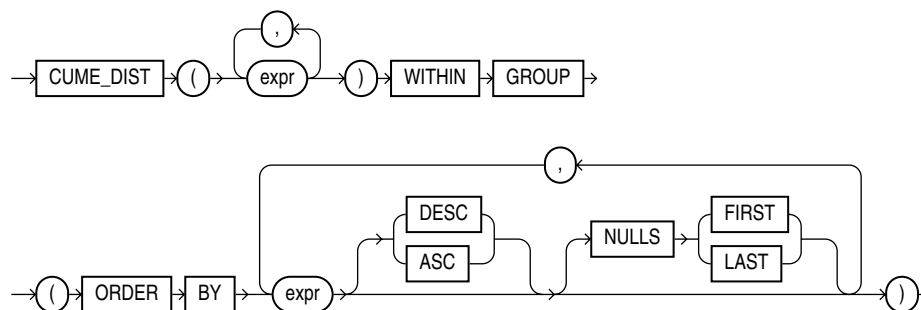 ,
CUME_DIST ( expr ) WITHIN GROUP
,
DESC FIRST
NULLS
ASC LAST
( ORDER BY expr )